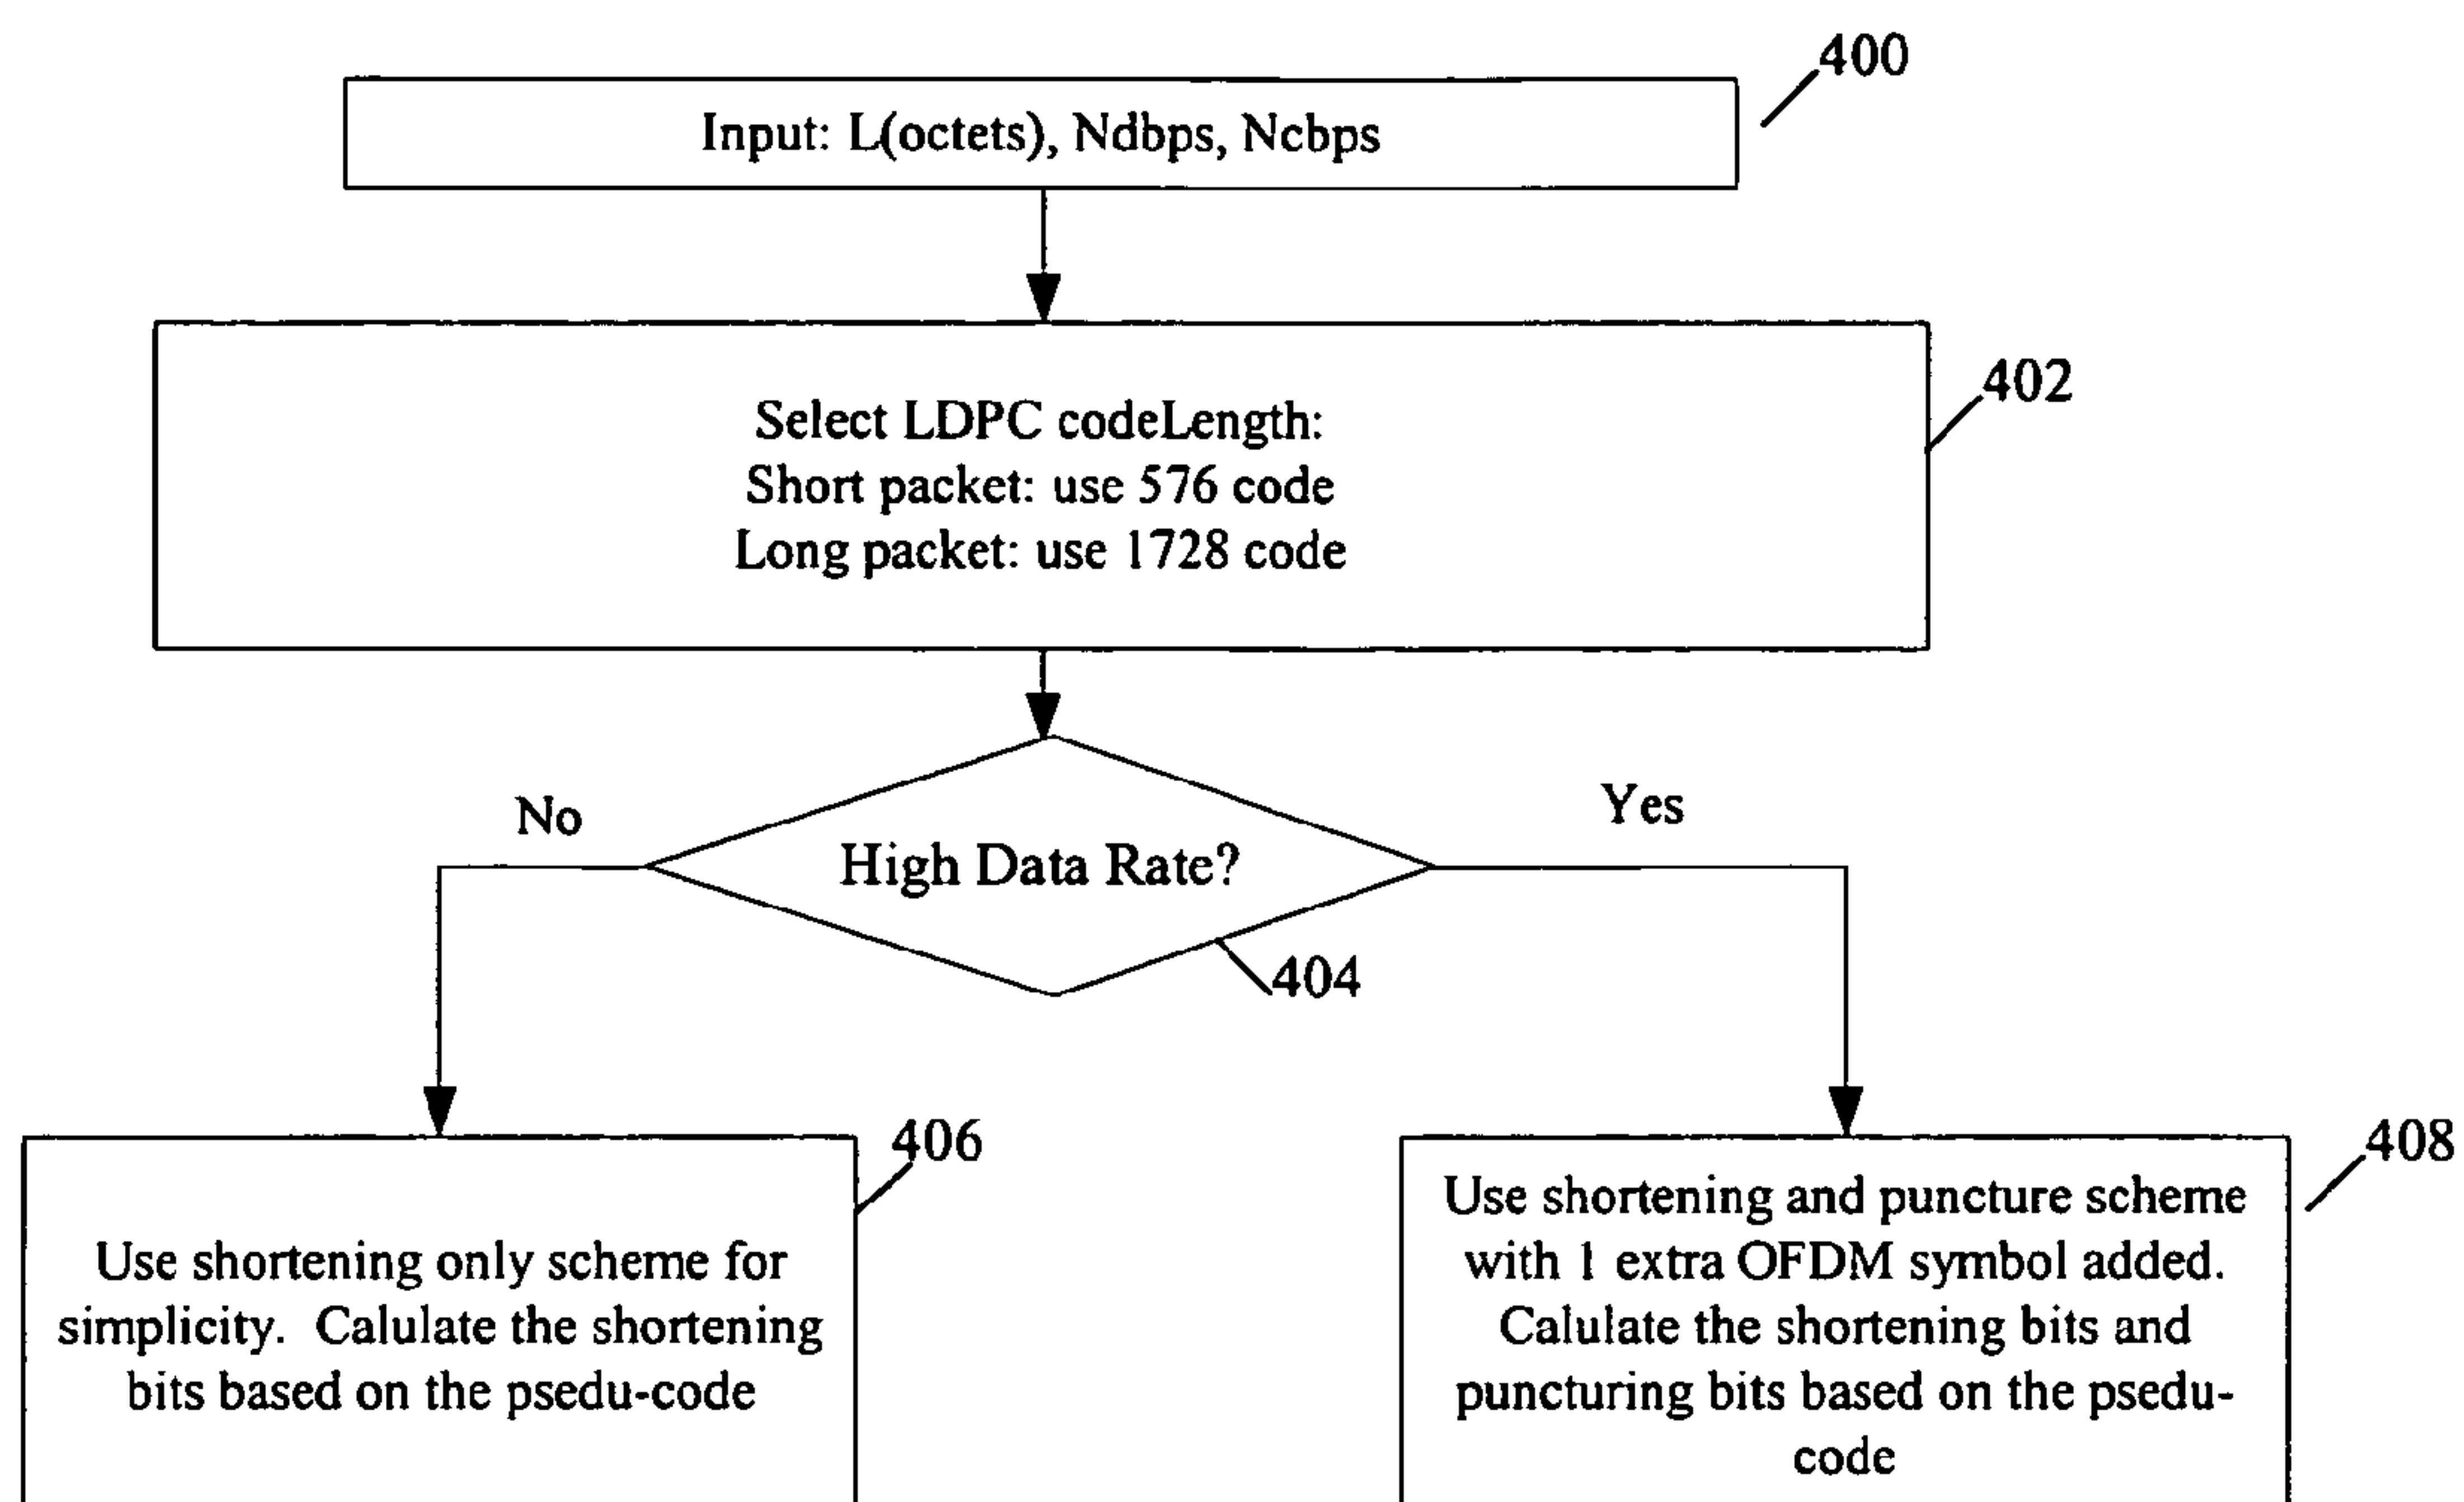 400
Input: L(octets), Ndbps, Ncbps
402
Select LDPC codeLength:
Short packet: use 576 code
Long packet: use 1728 code
No
Yes
High Data Rate?
404
406
Use shortening only scheme for
simplicity. Calulate the shortening
bits based on the psedu-code
408
Use shortening and puncture scheme
with 1 extra OFDM symbol added.
Calulate the shortening bits and
puncturing bits based on the psedu-
code